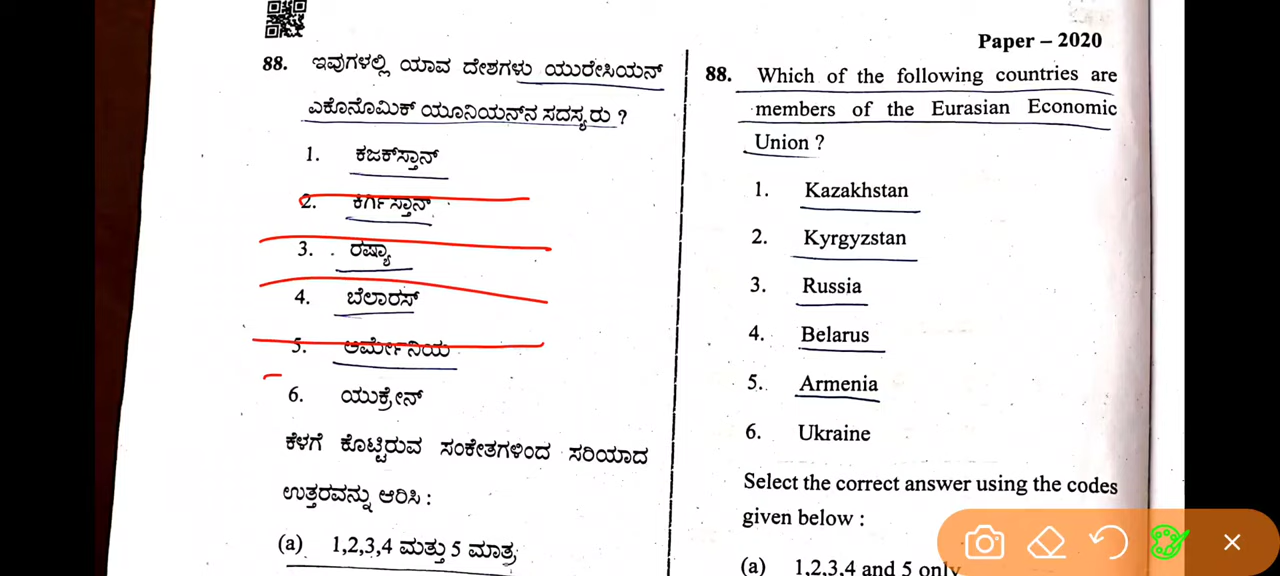 88. ಇವುಗಳಲ್ಲಿ ಯಾವ ದೇಶಗಳು ಯುರೇಸಿಯನ್
ಎಕೊನೊಮಿಕ್ ಯೂನಿಯನ್‌ನ ಸದಸ್ಯರು ?
1. ಕಜಕ್‌ಸ್ತಾನ್
2. ಕಿರ್ಗಿಸ್ತಾನ್
3. ರಷ್ಯಾ
4. ಬೆಲಾರಸ್
5. ಆರ್ಮೇನಿಯ
6. ಯುಕ್ರೇನ್
ಕೆಳಗೆ ಕೊಟ್ಟಿರುವ ಸಂಕೇತಗಳಿಂದ ಸರಿಯಾದ
ಉತ್ತರವನ್ನು ಆರಿಸಿ :
(a) 1,2,3,4 ಮತ್ತು 5 ಮಾತ್ರ
Paper – 2020
88. Which of the following countries are
members of the Eurasian Economic
Union ?
1. Kazakhstan
2. Kyrgyzstan
3. Russia
4. Belarus
5. Armenia
6. Ukraine
Select the correct answer using the codes
given below :
(a) 1,2,3,4 and 5 only